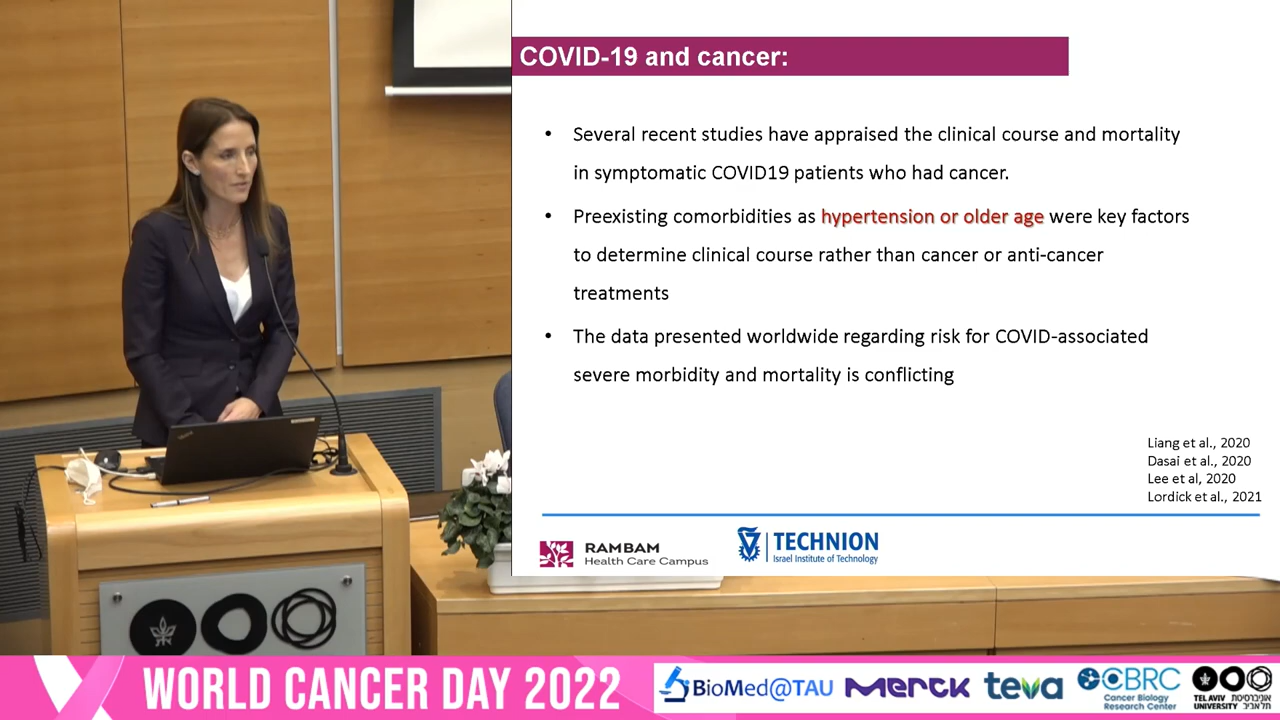 COVID-19 and cancer:
• Several recent studies have appraised the clinical course and mortality
in symptomatic COVID19 patients who had cancer.
• Preexisting comorbidities as hypertension or older age were key factors
to determine clinical course rather than cancer or anti-cancer
treatments
• The data presented worldwide regarding risk for COVID-associated
severe morbidity and mortality is conflicting
Liang et al., 2020
Dasai et al., 2020
Lee et al, 2020
Lordick et al., 2021
RAMBAM
Health Care Campus
TECHNION
Israel Institute of Technology
WORLD CANCER DAY 2022
BioMed@TAU
MERCK
teva
CBRC
Cancer Biology
Research Center
TEL AVIV אוניברסיטת
UNIVERSITY תל אביב